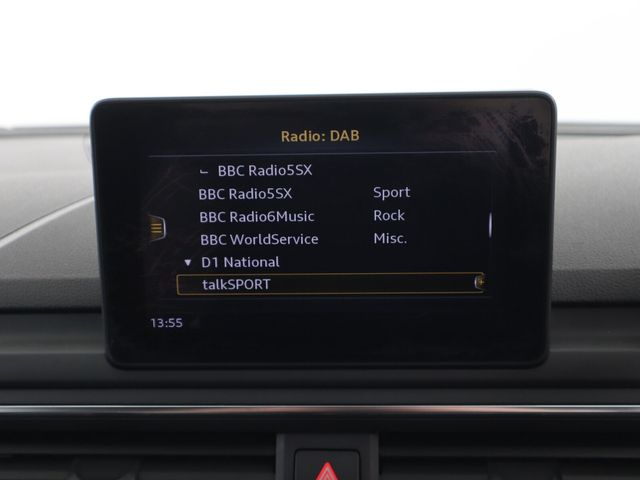 Radio: DAB
BBC Radio5SX
BBC Radio5SX Sport
BBC Radio6Music Rock
BBC WorldService Misc.
D1 National
talkSPORT
13:55